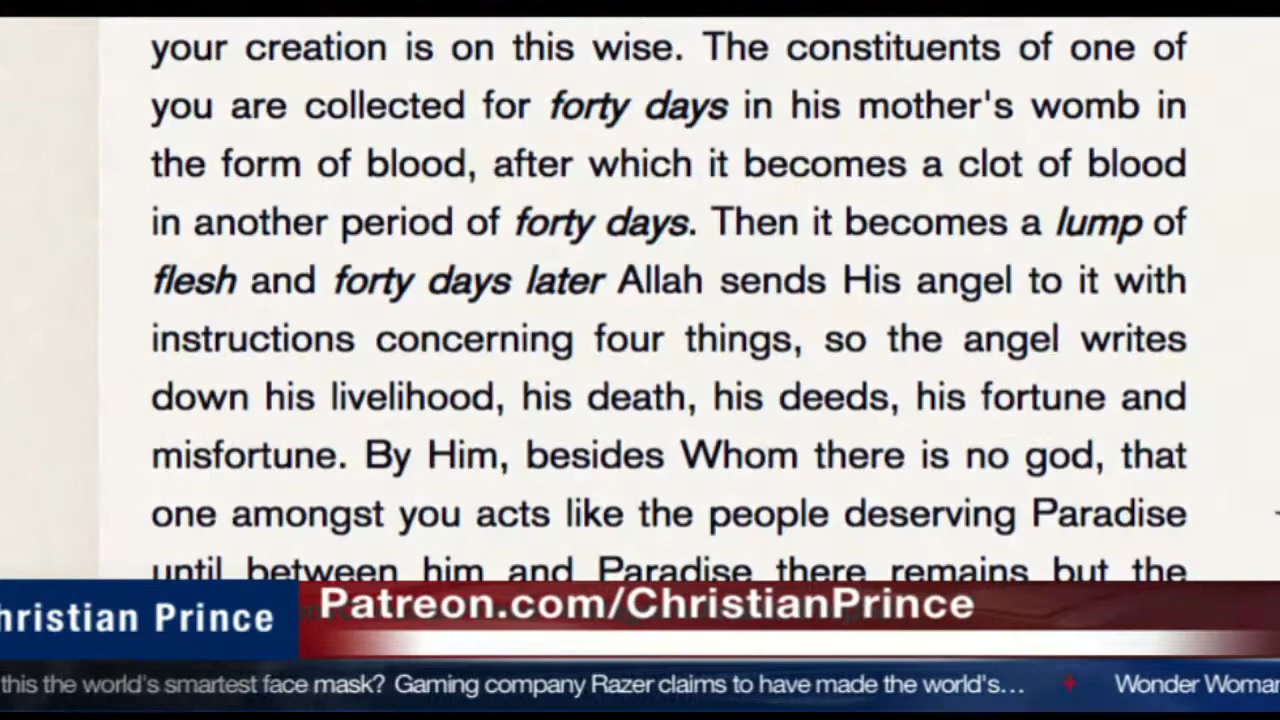 your creation is on this wise. The constituents of one of
you are collected for forty days in his mother's womb in
the form of blood, after which it becomes a clot of blood
in another period of forty days. Then it becomes a lump of
flesh and forty days later Allah sends His angel to it with
instructions concerning four things, so the angel writes
down his livelihood, his death, his deeds, his fortune and
misfortune. By Him, besides Whom there is no god, that
one amongst you acts like the people deserving Paradise
until between him and Paradise there remains but the
hristian Prince
Patreon.com/ChristianPrince
this the world's smartest face mask? Gaming company Razer claims to have made the world's... Wonder Woman